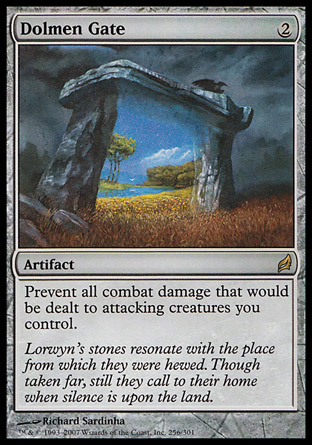 Dolmen Gate 2
Artifact
Prevent all combat damage that would
be dealt to attacking creatures you
control.
Lorwyn's stones resonate with the place
from which they were hewed. Though
taken far, still they call to their home
when silence is upon the land.
Richard Sardinha
™ & © 1993–2007 Wizards of the Coast, Inc. 256/301